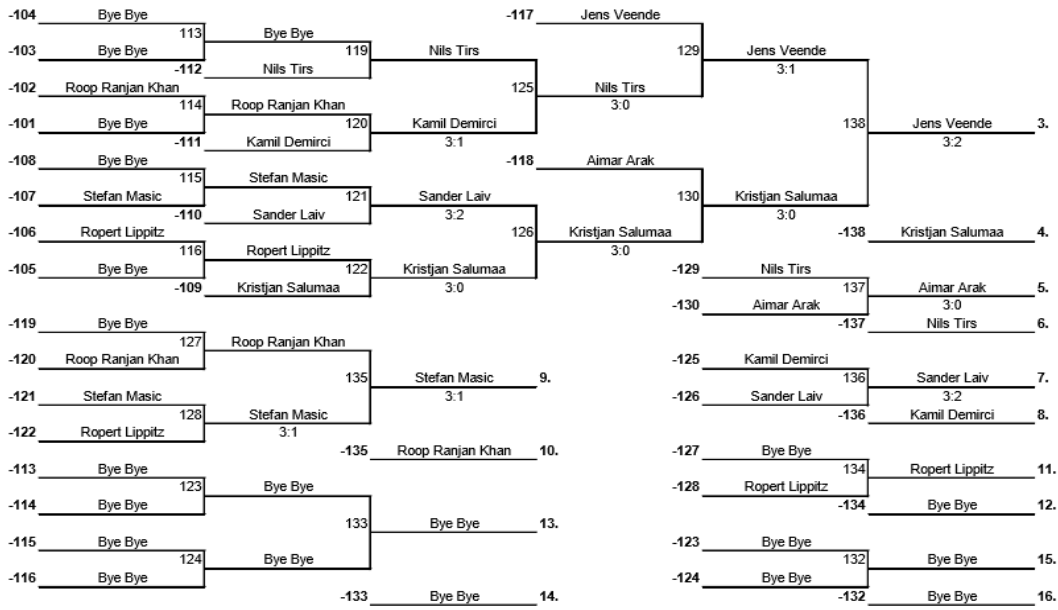 -104 Bye Bye -117 Jens Veende
113 Bye Bye
-103 Bye Bye 119 Nils Tirs 129 Jens Veende
-112 Nils Tirs 3:1
-102 Roop Ranjan Khan 125 Nils Tirs
114 Roop Ranjan Khan 3:0
-101 Bye Bye 120 Kamil Demirci 138 Jens Veende 3.
-111 Kamil Demirci 3:1 3:2
-108 Bye Bye -118 Aimar Arak
115 Stefan Masic
-107 Stefan Masic 121 Sander Laiv 130 Kristjan Salumaa
-110 Sander Laiv 3:2 3:0
-106 Ropert Lippitz 126 Kristjan Salumaa -138 Kristjan Salumaa 4.
116 Ropert Lippitz 3:0
-105 Bye Bye 122 Kristjan Salumaa -129 Nils Tirs
-109 Kristjan Salumaa 3:0 137 Aimar Arak 5.
-130 Aimar Arak 3:0
-119 Bye Bye -137 Nils Tirs 6.
127 Roop Ranjan Khan
-120 Roop Ranjan Khan -125 Kamil Demirci
135 Stefan Masic 9. 136 Sander Laiv 7.
-121 Stefan Masic 3:1 -126 Sander Laiv 3:2
128 Stefan Masic -136 Kamil Demirci 8.
-122 Ropert Lippitz 3:1
-135 Roop Ranjan Khan 10. -127 Bye Bye
-113 Bye Bye 134 Ropert Lippitz 11.
123 Bye Bye -128 Ropert Lippitz
-114 Bye Bye -134 Bye Bye 12.
133 Bye Bye 13.
-115 Bye Bye -123 Bye Bye
124 Bye Bye 132 Bye Bye 15.
-116 Bye Bye -124 Bye Bye
-133 Bye Bye 14. -132 Bye Bye 16.